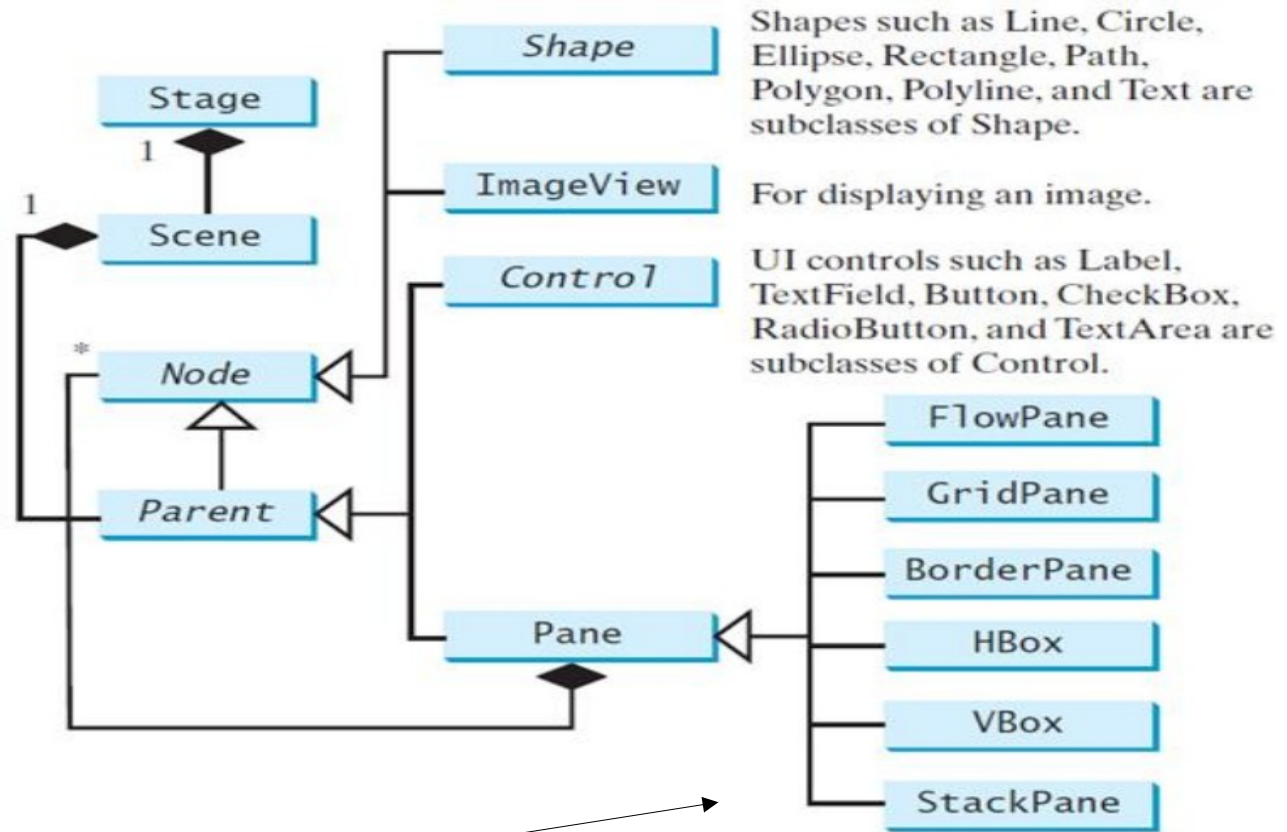 Shape
Shapes such as Line, Circle,
Ellipse, Rectangle, Path,
Polygon, Polyline, and Text are
subclasses of Shape.
Stage
1
ImageView
For displaying an image.
1
Scene
Control
UI controls such as Label,
TextField, Button, CheckBox,
RadioButton, and TextArea are
subclasses of Control.
*
Node
FlowPane
GridPane
Parent
BorderPane
Pane
HBox
VBox
StackPane